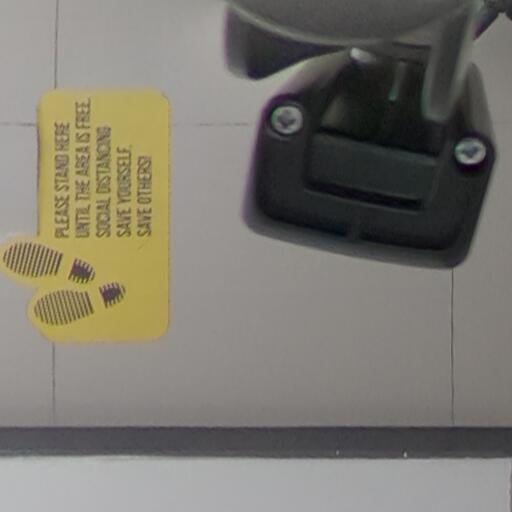 PLEASE STAND HERE
UNTIL THE AREA IS FREE.
SOCIAL DISTANCING
SAVE YOURSELF,
SAVE OTHERS!